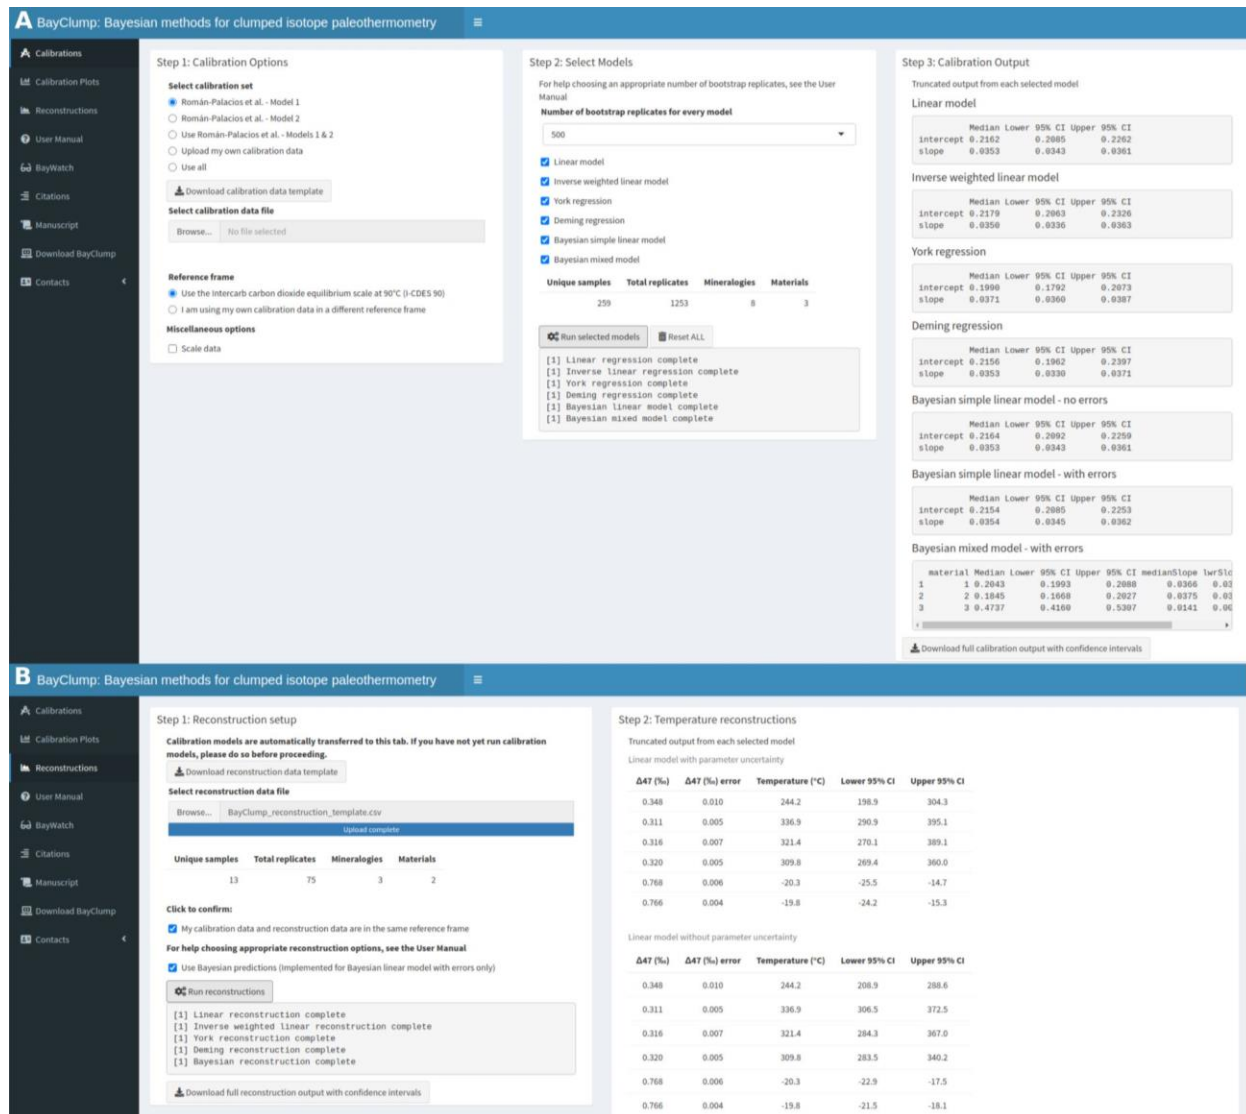 A BayClump: Bayesian methods for clumped isotope paleothermometry
Calibrations
Calibration Plots
Reconstructions
User Manual
BayWatch
Citations
Manuscript
Download BayClump
Contacts
Step 1: Calibration Options
Select calibration set
Román-Palacios et al. - Model 1
Román-Palacios et al. - Model 2
Use Román-Palacios et al. - Models 1 & 2
Upload my own calibration data
Use all
Download calibration data template
Select calibration data file
Browse... No file selected
Reference frame
Use the Intercarb carbon dioxide equilibrium scale at 90°C (I-CDES 90)
I am using my own calibration data in a different reference frame
Miscellaneous options
Scale data
Step 2: Select Models
For help choosing an appropriate number of bootstrap replicates, see the User
Manual
Number of bootstrap replicates for every model
500
Linear model
Inverse weighted linear model
York regression
Deming regression
Bayesian simple linear model
Bayesian mixed model
Unique samples Total replicates Mineralogies Materials
259 1253 8 3
Run selected models Reset ALL
[1] Linear regression complete
[1] Inverse linear regression complete
[1] York regression complete
[1] Deming regression complete
[1] Bayesian linear model complete
[1] Bayesian mixed model complete
Step 3: Calibration Output
Truncated output from each selected model
Linear model
Median Lower 95% CI Upper 95% CI
intercept 0.2162 0.2085 0.2262
slope 0.0353 0.0343 0.0361
Inverse weighted linear model
Median Lower 95% CI Upper 95% CI
intercept 0.2179 0.2063 0.2326
slope 0.0350 0.0336 0.0363
York regression
Median Lower 95% CI Upper 95% CI
intercept 0.1990 0.1792 0.2073
slope 0.0371 0.0360 0.0387
Deming regression
Median Lower 95% CI Upper 95% CI
intercept 0.2156 0.1962 0.2397
slope 0.0353 0.0330 0.0371
Bayesian simple linear model - no errors
Median Lower 95% CI Upper 95% CI
intercept 0.2164 0.2092 0.2259
slope 0.0353 0.0343 0.0361
Bayesian simple linear model - with errors
Median Lower 95% CI Upper 95% CI
intercept 0.2154 0.2085 0.2253
slope 0.0354 0.0345 0.0362
Bayesian mixed model - with errors
material Median Lower 95% CI Upper 95% CI medianSlope lwrSlo
1 1 0.2043 0.1993 0.2088 0.0366 0.03
2 2 0.1845 0.1668 0.2027 0.0375 0.03
3 3 0.4737 0.4160 0.5307 0.0141 0.00
Download full calibration output with confidence intervals
B BayClump: Bayesian methods for clumped isotope paleothermometry
Calibrations
Calibration Plots
Reconstructions
User Manual
BayWatch
Citations
Manuscript
Download BayClump
Contacts
Step 1: Reconstruction setup
Calibration models are automatically transferred to this tab. If you have not yet run calibration
models, please do so before proceeding.
Download reconstruction data template
Select reconstruction data file
Browse... BayClump_reconstruction_template.csv
Upload complete
Unique samples Total replicates Mineralogies Materials
13 75 3 2
Click to confirm:
My calibration data and reconstruction data are in the same reference frame
For help choosing appropriate reconstruction options, see the User Manual
Use Bayesian predictions (Implemented for Bayesian linear model with errors only)
Run reconstructions
[1] Linear reconstruction complete
[1] Inverse weighted linear reconstruction complete
[1] York reconstruction complete
[1] Deming reconstruction complete
[1] Bayesian reconstruction complete
Download full reconstruction output with confidence intervals
Step 2: Temperature reconstructions
Truncated output from each selected model
Linear model with parameter uncertainty
Δ47 (‰) Δ47 (‰) error Temperature (°C) Lower 95% CI Upper 95% CI
0.348 0.010 244.2 198.9 304.3
0.311 0.005 336.9 290.9 395.1
0.316 0.007 321.4 270.1 389.1
0.320 0.005 309.8 269.4 360.0
0.768 0.006 -20.3 -25.5 -14.7
0.766 0.004 -19.8 -24.2 -15.3
Linear model without parameter uncertainty
Δ47 (‰) Δ47 (‰) error Temperature (°C) Lower 95% CI Upper 95% CI
0.348 0.010 244.2 208.9 288.6
0.311 0.005 336.9 306.5 372.5
0.316 0.007 321.4 284.3 367.0
0.320 0.005 309.8 283.5 340.2
0.768 0.006 -20.3 -22.9 -17.5
0.766 0.004 -19.8 -21.5 -18.1